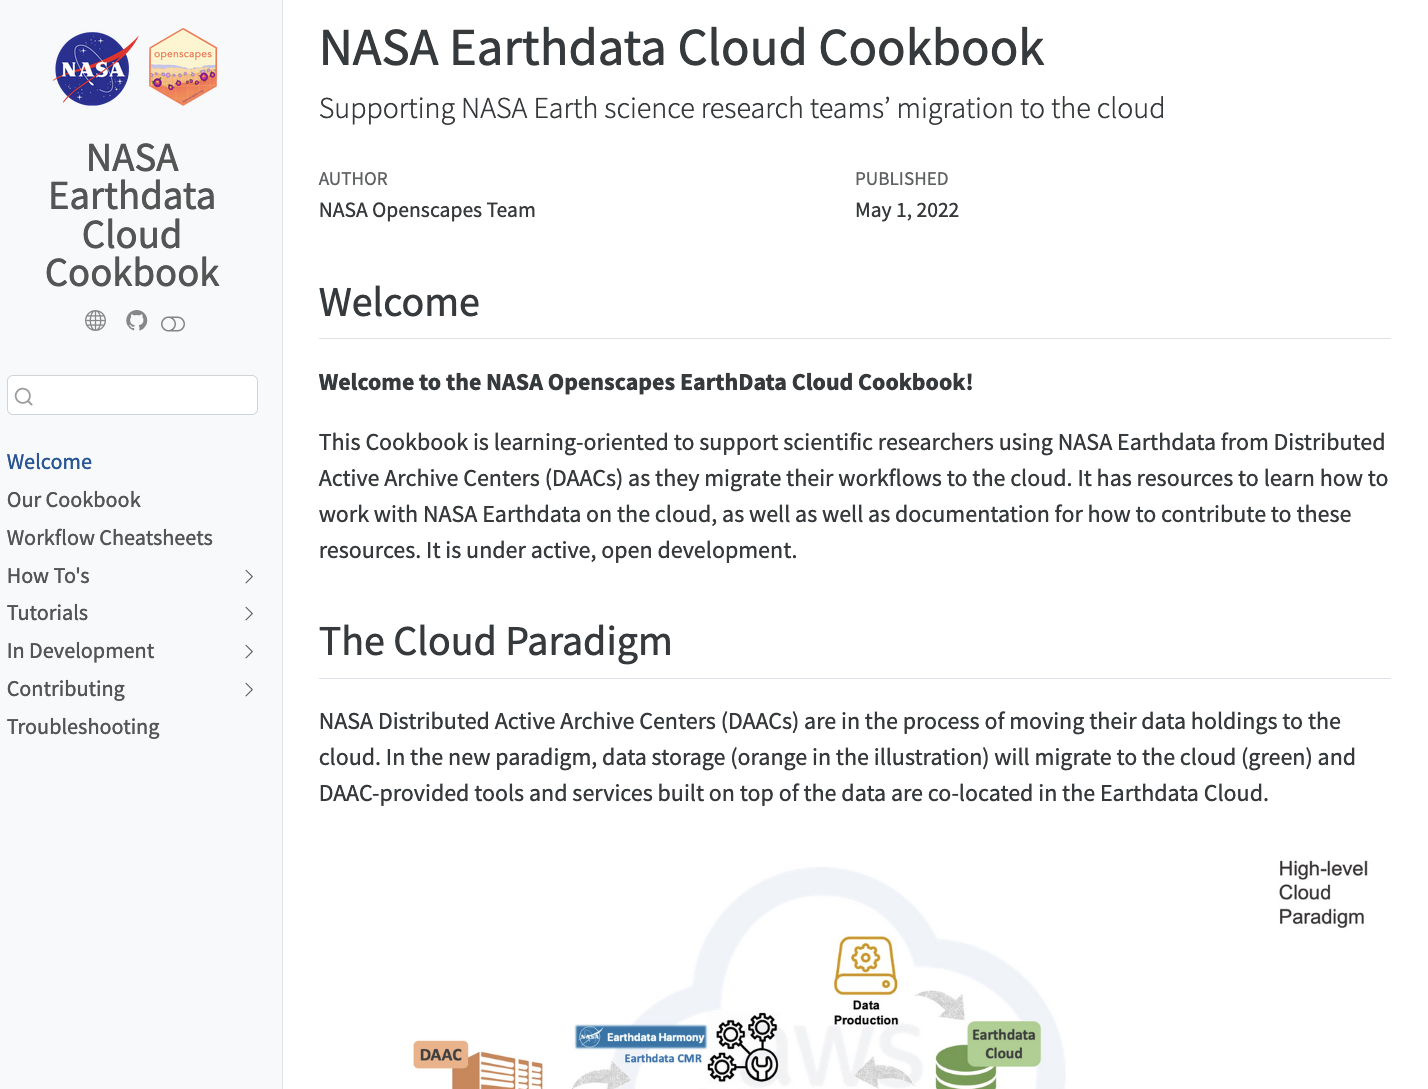 NASA
openscapes
NASA
Earthdata
Cloud
Cookbook
Welcome
Our Cookbook
Workflow Cheatsheets
How To's
Tutorials
In Development
Contributing
Troubleshooting
NASA Earthdata Cloud Cookbook
Supporting NASA Earth science research teams’ migration to the cloud
AUTHOR
NASA Openscapes Team
PUBLISHED
May 1, 2022
Welcome
Welcome to the NASA Openscapes EarthData Cloud Cookbook!
This Cookbook is learning-oriented to support scientific researchers using NASA Earthdata from Distributed
Active Archive Centers (DAACs) as they migrate their workflows to the cloud. It has resources to learn how to
work with NASA Earthdata on the cloud, as well as well as documentation for how to contribute to these
resources. It is under active, open development.
The Cloud Paradigm
NASA Distributed Active Archive Centers (DAACs) are in the process of moving their data holdings to the
cloud. In the new paradigm, data storage (orange in the illustration) will migrate to the cloud (green) and
DAAC-provided tools and services built on top of the data are co-located in the Earthdata Cloud.
High-level
Cloud
Paradigm
Data
Production
aws
NASA
Earthdata Harmony
Earthdata CMR
DAAC
Earthdata
Cloud